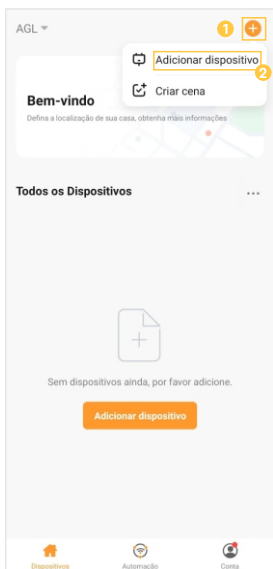 AGL
1
Adicionar dispositivo
2
Criar cena
Bem-vindo
Defina a localização de sua casa, obtenha mais informações
Todos os Dispositivos
...
Sem dispositivos ainda, por favor adicione.
Adicionar dispositivo
Dispositivos
Automação
Conta